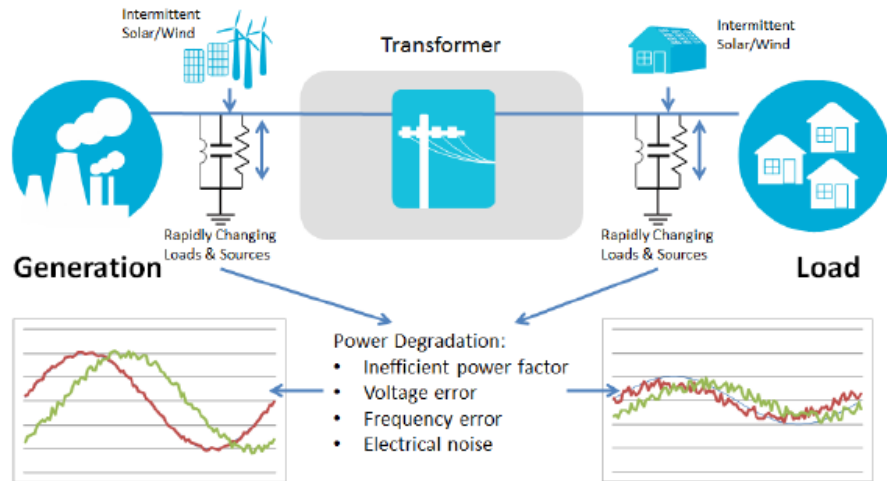 Intermittent
Solar/Wind
Transformer
Intermittent
Solar/Wind
Rapidly Changing
Loads & Sources
Rapidly Changing
Loads & Sources
Generation
Load
Power Degradation:
• Inefficient power factor
• Voltage error
• Frequency error
• Electrical noise